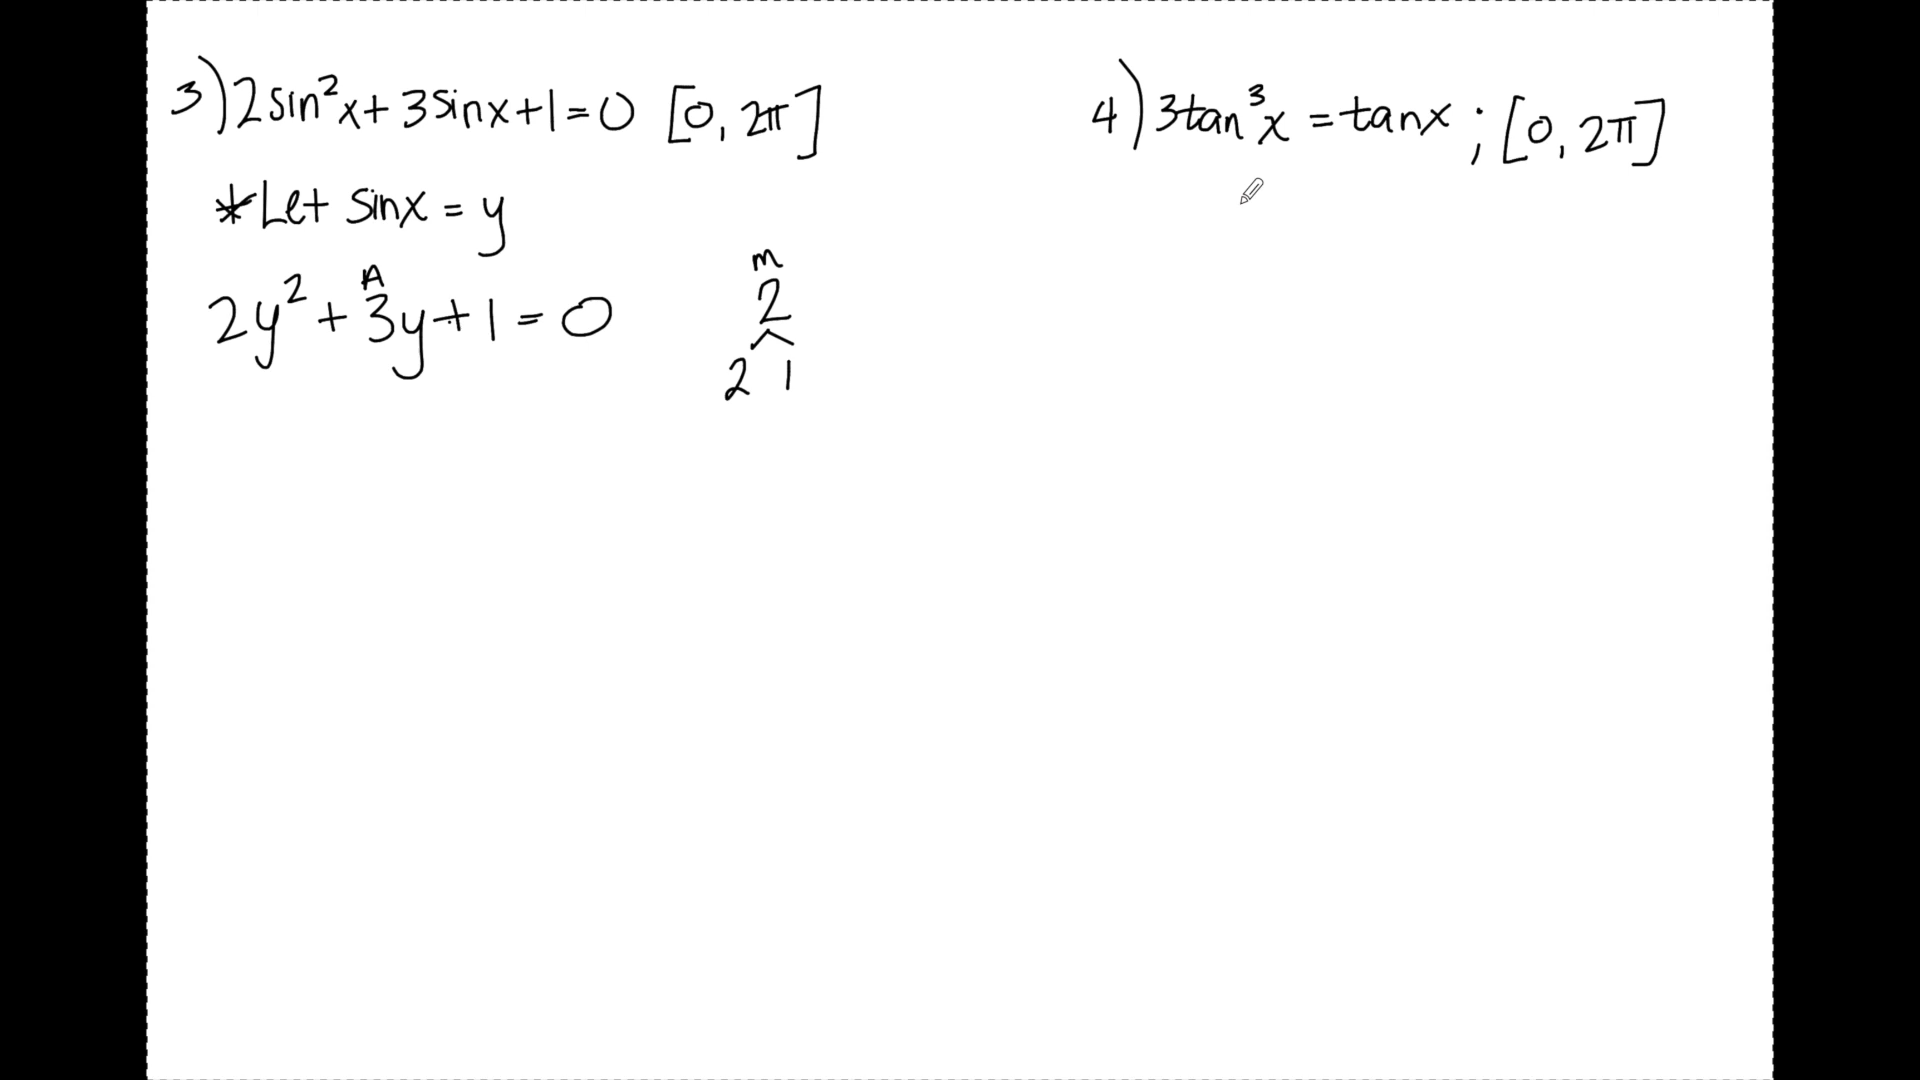 3) 2sin²x + 3sinx + 1 = 0 [0, 2π]
*Let sinx = y
A
2y² + 3y + 1 = 0
m
2
2 1
4) 3tan³x = tanx ; [0, 2π]